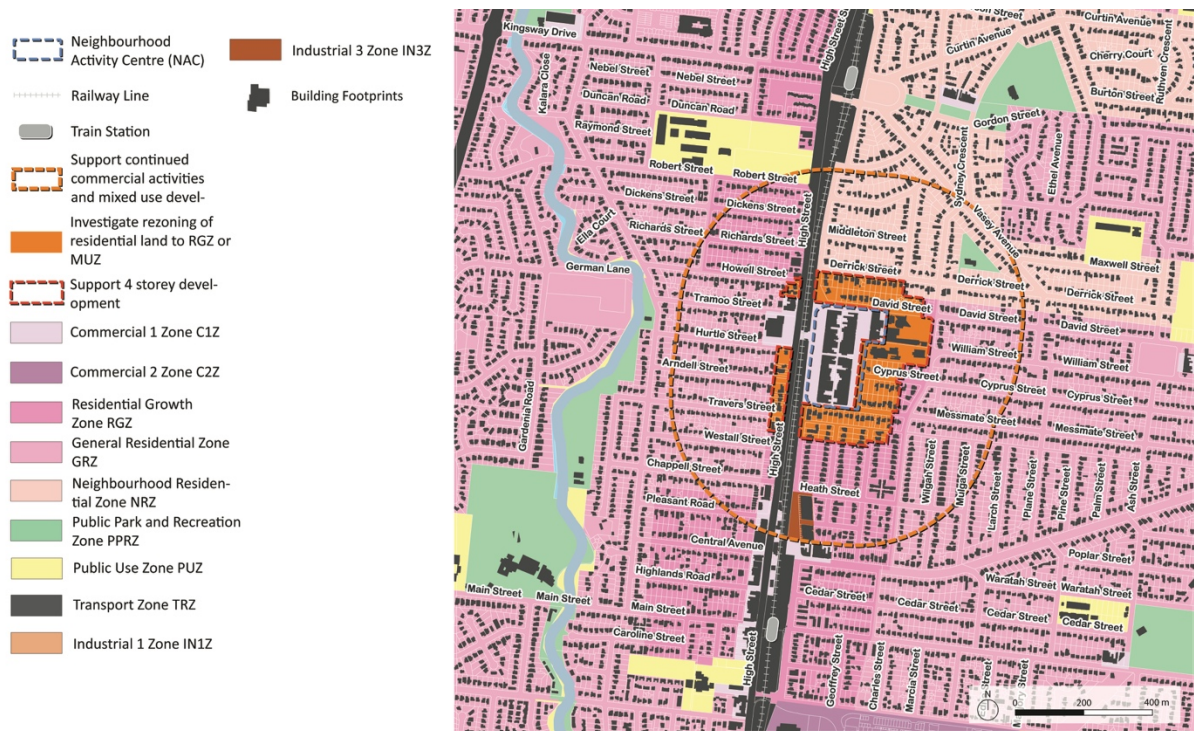 Neighbourhood
Activity Centre (NAC)
Railway Line
Train Station
Support continued
commercial activities
and mixed use devel-
Investigate rezoning of
residential land to RGZ or
MUZ
Support 4 storey devel-
opment
Commercial 1 Zone C1Z
Commercial 2 Zone C2Z
Residential Growth
Zone RGZ
General Residential Zone
GRZ
Neighbourhood Residen-
tial Zone NRZ
Public Park and Recreation
Zone PPRZ
Public Use Zone PUZ
Transport Zone TRZ
Industrial 1 Zone IN1Z
Industrial 3 Zone IN3Z
Building Footprints
Kingsway Drive
High Street
Curtin Avenue
Curtin Avenue
Cherry Court
Ruthven Crescent
Kalara Close
Nebel Street
Nebel Street
Burton Street
Duncan Road
Duncan Road
Gordon Street
Raymond Street
Sydney Crescent
Ethel Avenue
Robert Street
Robert Street
Dickens Street
Dickens Street
High Street
Vasey Avenue
Ella Court
Richards Street
Richards Street
Middleton Street
German Lane
Howell Street
Derrick Street
Maxwell Street
Derrick Street
Derrick Street
Tramoo Street
David Street
David Street
David Street
Hurtle Street
William Street
William Street
Arndell Street
Cyprus Street
Cyprus Street
Cyprus Street
Gardenia Road
Travers Street
Messmate Street
Messmate Street
Westall Street
High Street
Chappell Street
Wilgah Street
Mulga Street
Larch Street
Plane Street
Pine Street
Palm Street
Ash Street
Heath Street
Pleasant Road
Central Avenue
Poplar Street
Highlands Road
Waratah Street
Waratah Street
Main Street
Main Street
Main Street
Cedar Street
Cedar Street
Cedar Street
Cedar Street
Caroline Street
High Street
Geoffrey Street
Charles Street
Marcia Street
N
0
200
400 m